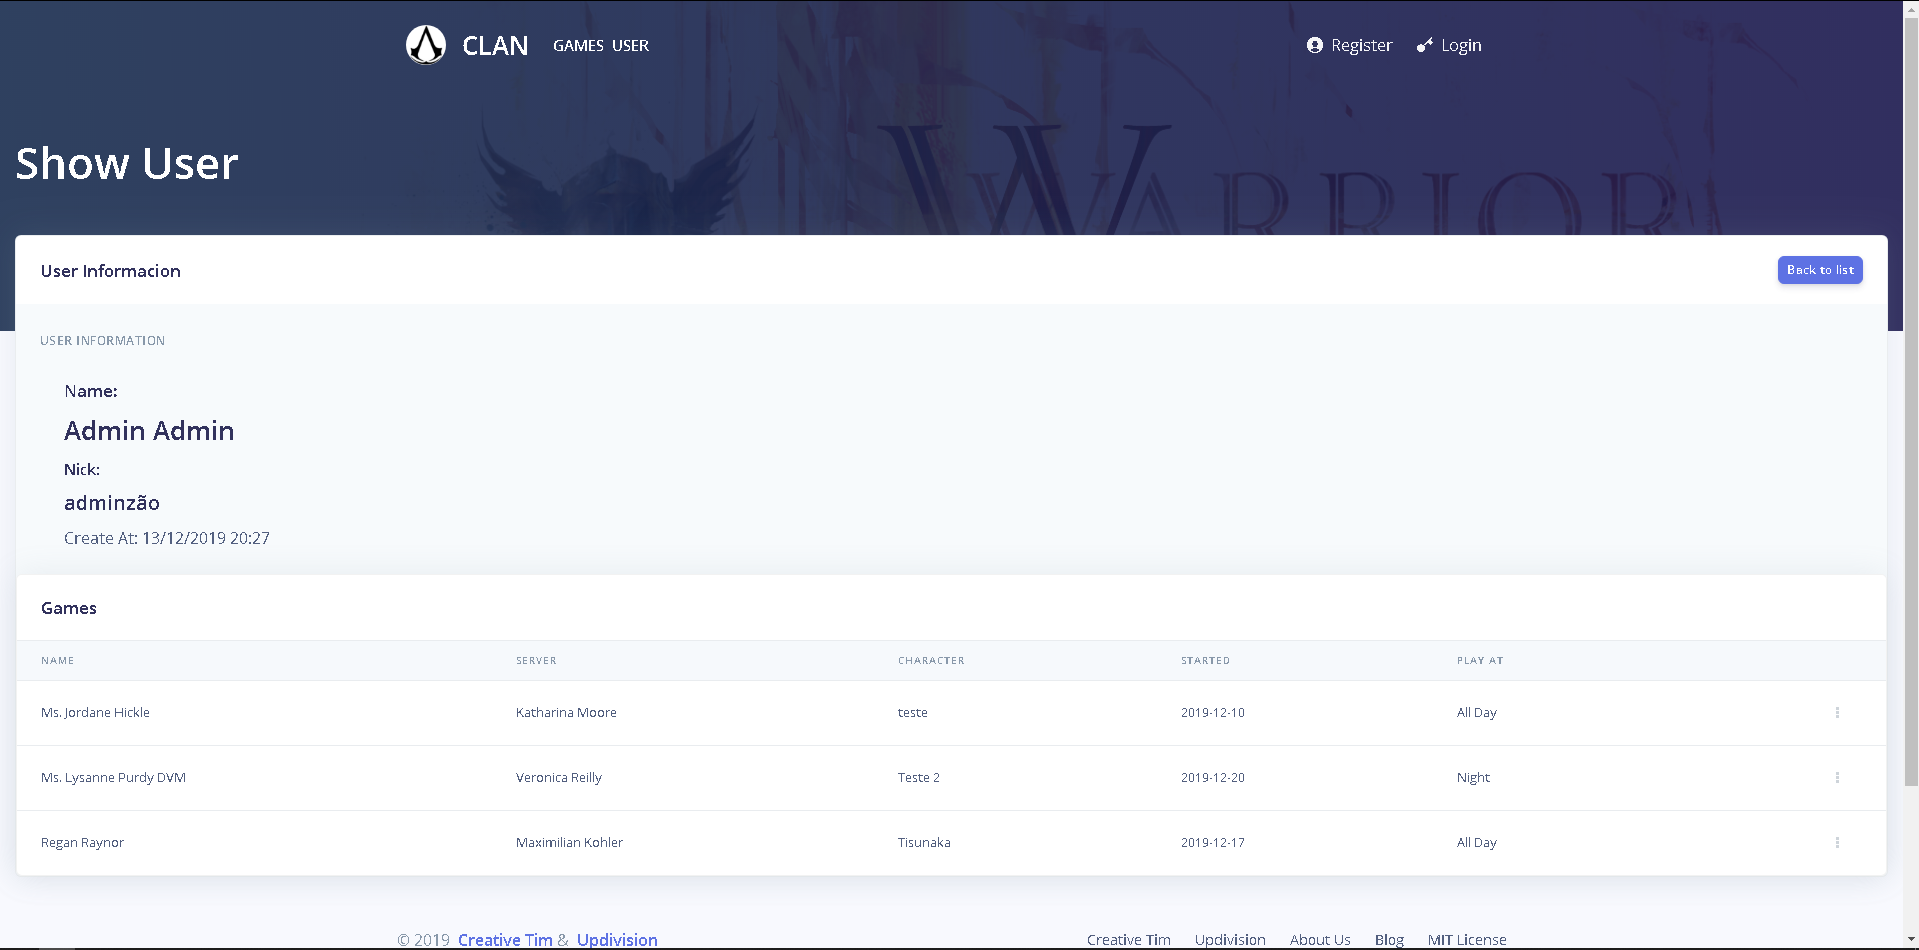 CLAN GAMES USER Register Login
WARRIOR
Show User
User Informacion Back to list
USER INFORMATION
Name:
Admin Admin
Nick:
adminzão
Create At: 13/12/2019 20:27
Games
NAME SERVER CHARACTER STARTED PLAY AT
Ms. Jordane Hickle Katharina Moore teste 2019-12-10 All Day
Ms. Lysanne Purdy DVM Veronica Reilly Teste 2 2019-12-20 Night
Regan Raynor Maximilian Kohler Tisunaka 2019-12-17 All Day
© 2019 Creative Tim & Updivision Creative Tim Updivision About Us Blog MIT License